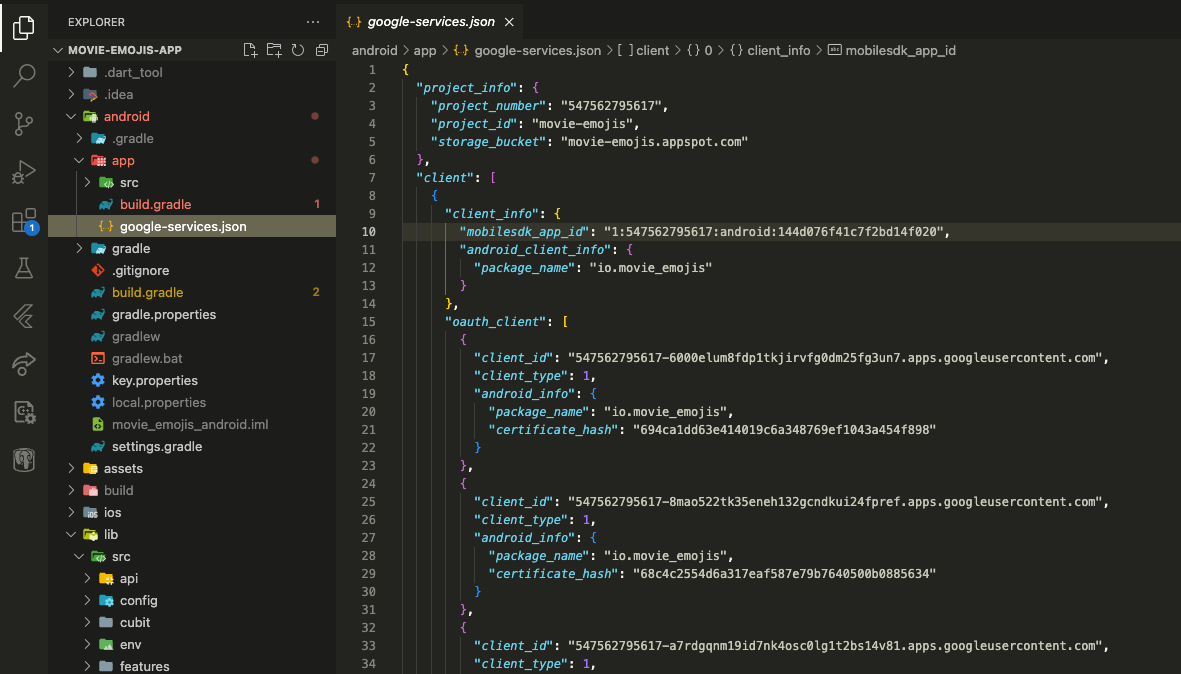 EXPLORER
MOVIE-EMOJIS-APP
.dart_tool
.idea
android
.gradle
app
src
build.gradle 1
google-services.json
gradle
.gitignore
build.gradle 2
gradle.properties
gradlew
gradlew.bat
key.properties
local.properties
movie_emojis_android.iml
settings.gradle
assets
build
ios
lib
src
api
config
cubit
env
features
1
{..} google-services.json ×
android > app > {..} google-services.json > [ ] client > {} 0 > {} client_info > abc mobilesdk_app_id
1 {
2 "project_info": {
3 "project_number": "547562795617",
4 "project_id": "movie-emojis",
5 "storage_bucket": "movie-emojis.appspot.com"
6 },
7 "client": [
8 {
9 "client_info": {
10 "mobilesdk_app_id": "1:547562795617:android:144d076f41c7f2bd14f020",
11 "android_client_info": {
12 "package_name": "io.movie_emojis"
13 }
14 },
15 "oauth_client": [
16 {
17 "client_id": "547562795617-6000elum8fdp1tkjirvfg0dm25fg3un7.apps.googleusercontent.com",
18 "client_type": 1,
19 "android_info": {
20 "package_name": "io.movie_emojis",
21 "certificate_hash": "694ca1dd63e414019c6a348769ef1043a454f898"
22 }
23 },
24 {
25 "client_id": "547562795617-8mao522tk35eneh132gcndkui24fpref.apps.googleusercontent.com",
26 "client_type": 1,
27 "android_info": {
28 "package_name": "io.movie_emojis",
29 "certificate_hash": "68c4c2554d6a317eaf587e79b7640500b0885634"
30 }
31 },
32 {
33 "client_id": "547562795617-a7rdgqnm19id7nk4osc0lg1t2bs14v81.apps.googleusercontent.com",
34 "client_type": 1,